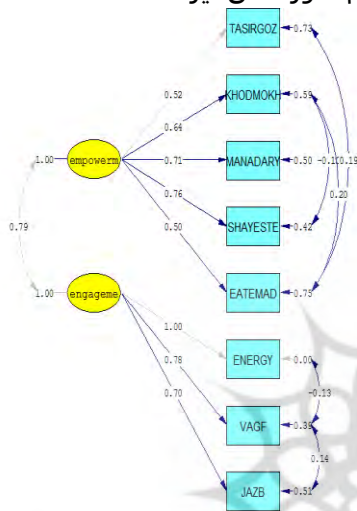 TASIRGOZ
0.73
0.52
KHODMOKH
0.59
0.64
0.19
1.00
empowerm
0.71
MANADARY
0.50
0.20
0.76
0.79
SHAYESTE
0.42
0.50
1.00
engageme
EATEMAD
0.75
1.00
ENERGY
0.00
0.78
-0.13
0.70
VAGF
0.39
0.14
JAZB
0.51